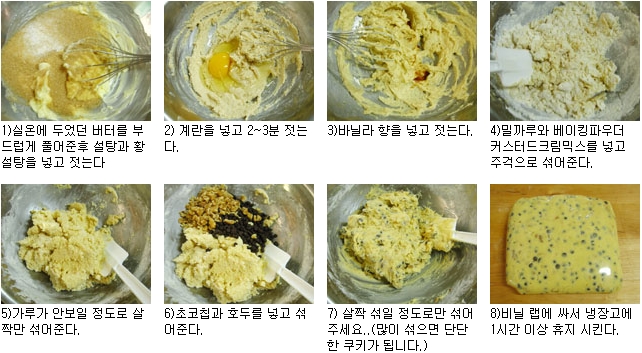 1)실온에 두었던 버터를 부
드럽게 풀어준후 설탕과 황
설탕을 넣고 젓는다
2) 계란을 넣고 2~3분 젓는
다.
3)바닐라 향을 넣고 젓는다.
4)밀까루와 베이킹파우더
커스터드크림믹스를 넣고
주걱으로 섞어준다.
5)가루가 안보일 정도로 살
짝만 섞어준다.
6)초코칩과 호두를 넣고 섞
어준다.
7) 살짝 섞일 정도로만 섞어
주세요..(많이 섞으면 단단
한 쿠키가 됩니다.)
8)비닐 랩에 싸서 냉장고에
1시간 이상 휴지 시킨다.